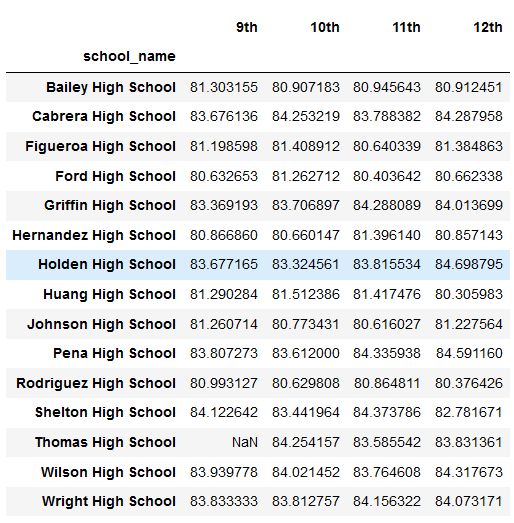 9th 10th 11th 12th
school_name
Bailey High School 81.303155 80.907183 80.945643 80.912451
Cabrera High School 83.676136 84.253219 83.788382 84.287958
Figueroa High School 81.198598 81.408912 80.640339 81.384863
Ford High School 80.632653 81.262712 80.403642 80.662338
Griffin High School 83.369193 83.706897 84.288089 84.013699
Hernandez High School 80.866860 80.660147 81.396140 80.857143
Holden High School 83.677165 83.324561 83.815534 84.698795
Huang High School 81.290284 81.512386 81.417476 80.305983
Johnson High School 81.260714 80.773431 80.616027 81.227564
Pena High School 83.807273 83.612000 84.335938 84.591160
Rodriguez High School 80.993127 80.629808 80.864811 80.376426
Shelton High School 84.122642 83.441964 84.373786 82.781671
Thomas High School NaN 84.254157 83.585542 83.831361
Wilson High School 83.939778 84.021452 83.764608 84.317673
Wright High School 83.833333 83.812757 84.156322 84.073171